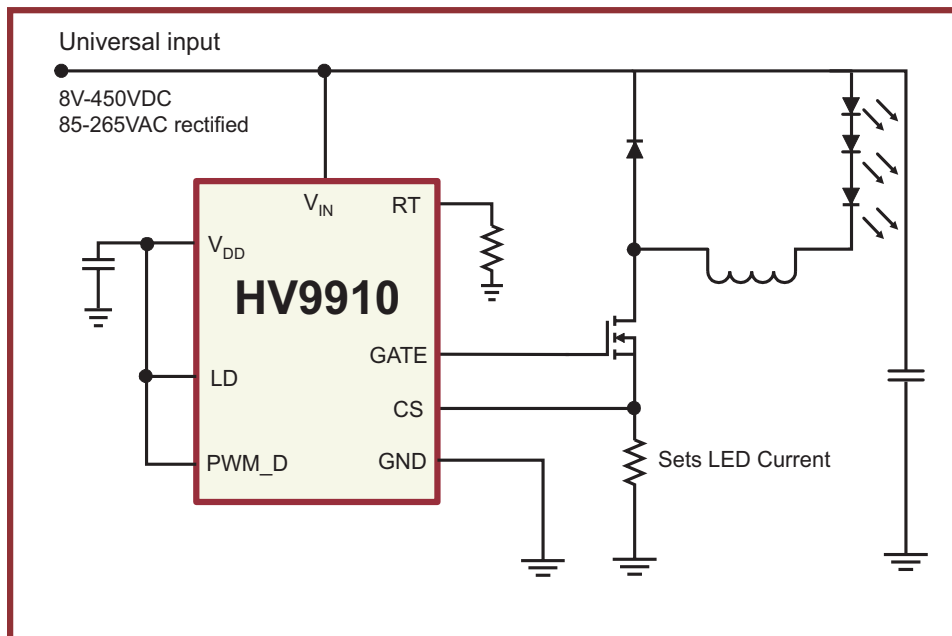 Universal input
8V-450VDC
85-265VAC rectified
VIN
RT
VDD
HV9910
GATE
LD
CS
PWM_D
GND
Sets LED Current